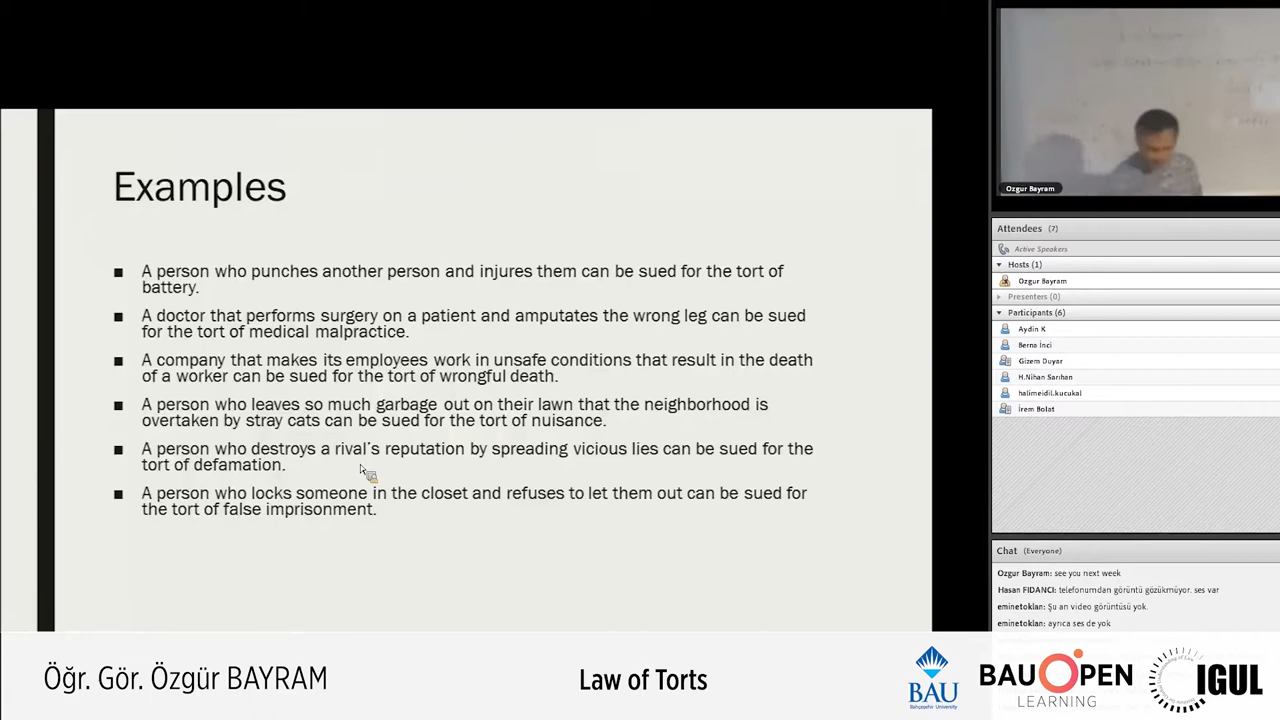 Examples
■ A person who punches another person and injures them can be sued for the tort of
battery.
■ A doctor that performs surgery on a patient and amputates the wrong leg can be sued
for the tort of medical malpractice.
■ A company that makes its employees work in unsafe conditions that result in the death
of a worker can be sued for the tort of wrongful death.
■ A person who leaves so much garbage out on their lawn that the neighborhood is
overtaken by stray cats can be sued for the tort of nuisance.
■ A person who destroys a rival's reputation by spreading vicious lies can be sued for the
tort of defamation.
■ A person who locks someone in the closet and refuses to let them out can be sued for
the tort of false imprisonment.
Ozgur Bayram
Attendees (7)
Active Speakers
Hosts (1)
Ozgur Bayram
Presenters (0)
Participants (6)
Aydin K
Berna İnci
Gizem Duyar
H.Nihan Sarıhan
halimeidil.kucukal
İrem Bolat
Chat (Everyone)
Ozgur Bayram: see you next week
Hasan FIDANCI: telefonumdan görüntü gözükmüyor. ses var
eminetoklan: Şu an video görüntüsü yok.
eminetoklan: ayrıca ses de yok
Öğr. Gör. Özgür BAYRAM
Law of Torts
BAU
Bahçeşehir University
BAU OPEN
LEARNING
IGUL